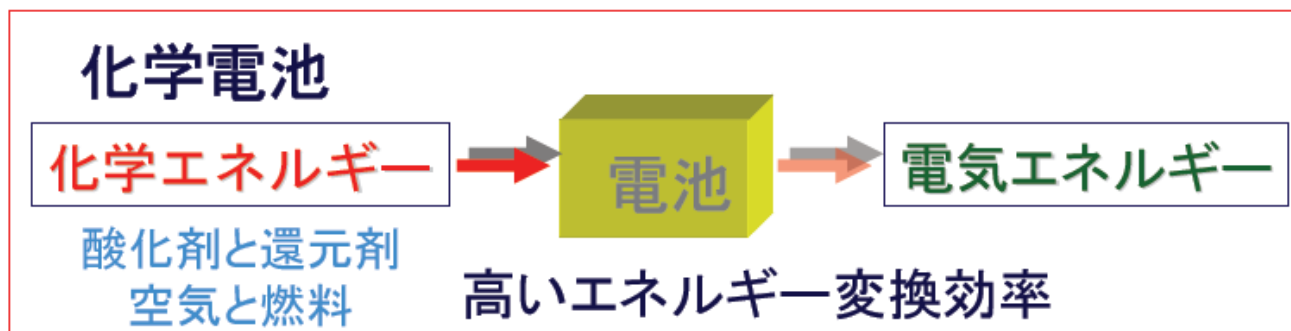 化学電池
化学エネルギー
電池
電気エネルギー
酸化剤と還元剤
空気と燃料
高いエネルギー変換効率